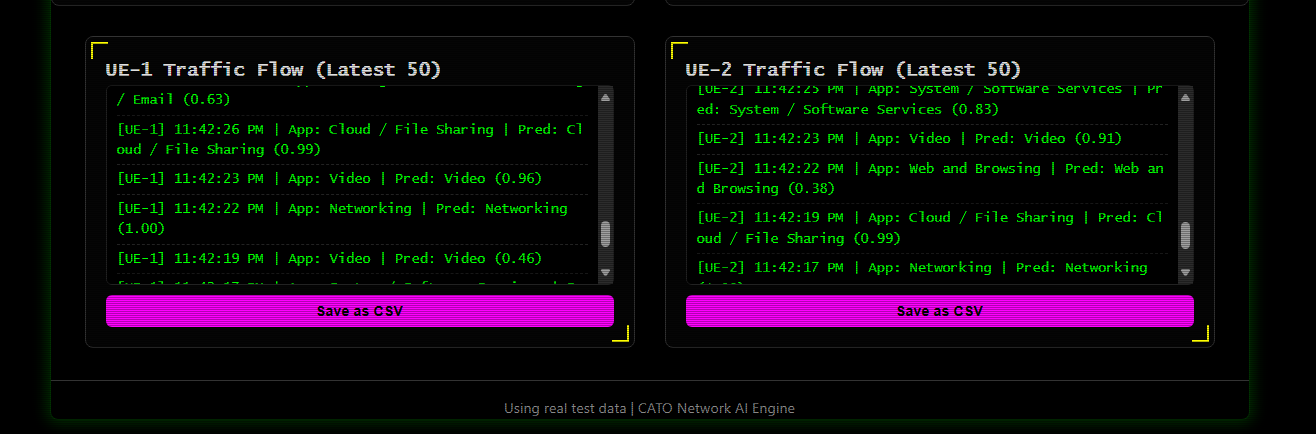 UE-1 Traffic Flow (Latest 50)
/ Email (0.63)
[UE-1] 11:42:26 PM | App: Cloud / File Sharing | Pred: Cl
oud / File Sharing (0.99)
[UE-1] 11:42:23 PM | App: Video | Pred: Video (0.96)
[UE-1] 11:42:22 PM | App: Networking | Pred: Networking
(1.00)
[UE-1] 11:42:19 PM | App: Video | Pred: Video (0.46)
Save as CSV
UE-2 Traffic Flow (Latest 50)
[UE-2] 11:42:25 PM | App: System / Software Services | Pr
ed: System / Software Services (0.83)
[UE-2] 11:42:23 PM | App: Video | Pred: Video (0.91)
[UE-2] 11:42:22 PM | App: Web and Browsing | Pred: Web an
d Browsing (0.38)
[UE-2] 11:42:19 PM | App: Cloud / File Sharing | Pred: Cl
oud / File Sharing (0.99)
[UE-2] 11:42:17 PM | App: Networking | Pred: Networking
Save as CSV
Using real test data | CATO Network AI Engine